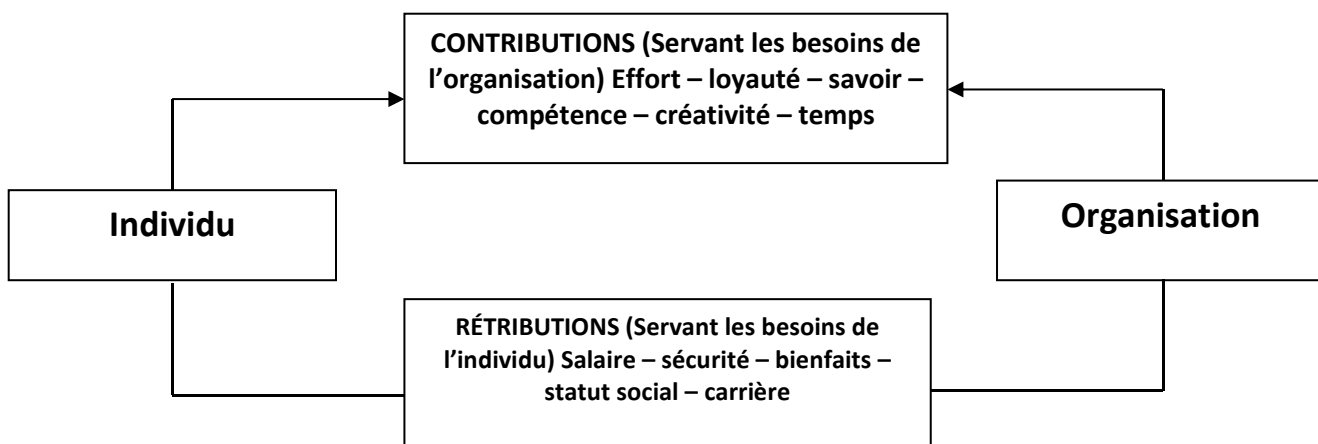 CONTRIBUTIONS (Servant les besoins de
l’organisation) Effort – loyauté – savoir –
compétence – créativité – temps
Individu
Organisation
RÉTRIBUTIONS (Servant les besoins de
l’individu) Salaire – sécurité – bienfaits –
statut social – carrière